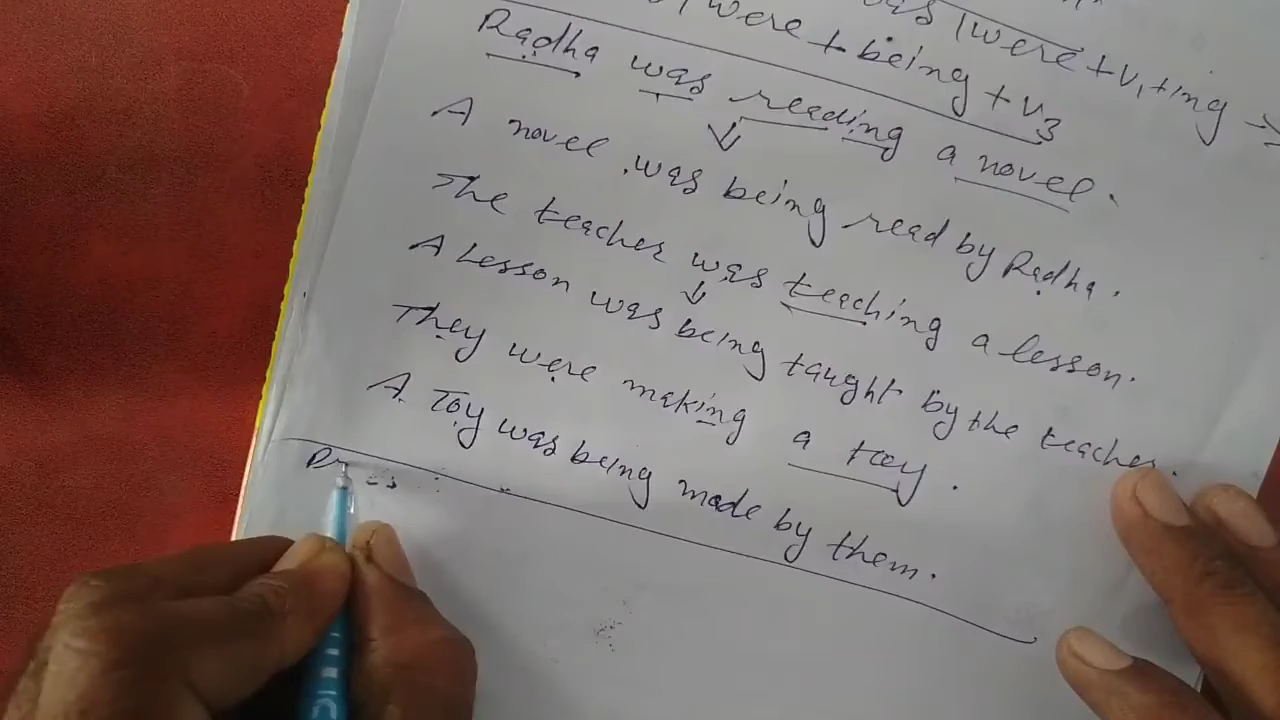 was / were + v1 + ing →
were + being + v3
Radha was reading a novel.
A novel was being read by Radha.
The teacher was teaching a lesson.
A Lesson was being taught by the teacher.
They were making a toy.
A Toy was being made by them.